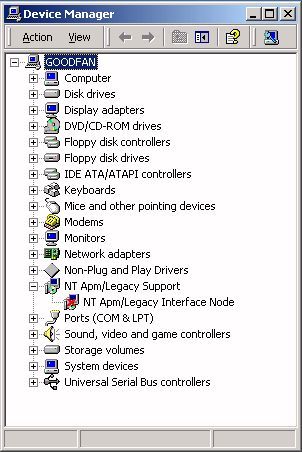 Device Manager
Action View
GOODFAN
Computer
Disk drives
Display adapters
DVD/CD-ROM drives
Floppy disk controllers
Floppy disk drives
IDE ATA/ATAPI controllers
Keyboards
Mice and other pointing devices
Modems
Monitors
Network adapters
Non-Plug and Play Drivers
NT Apm/Legacy Support
NT Apm/Legacy Interface Node
Ports (COM & LPT)
Sound, video and game controllers
Storage volumes
System devices
Universal Serial Bus controllers